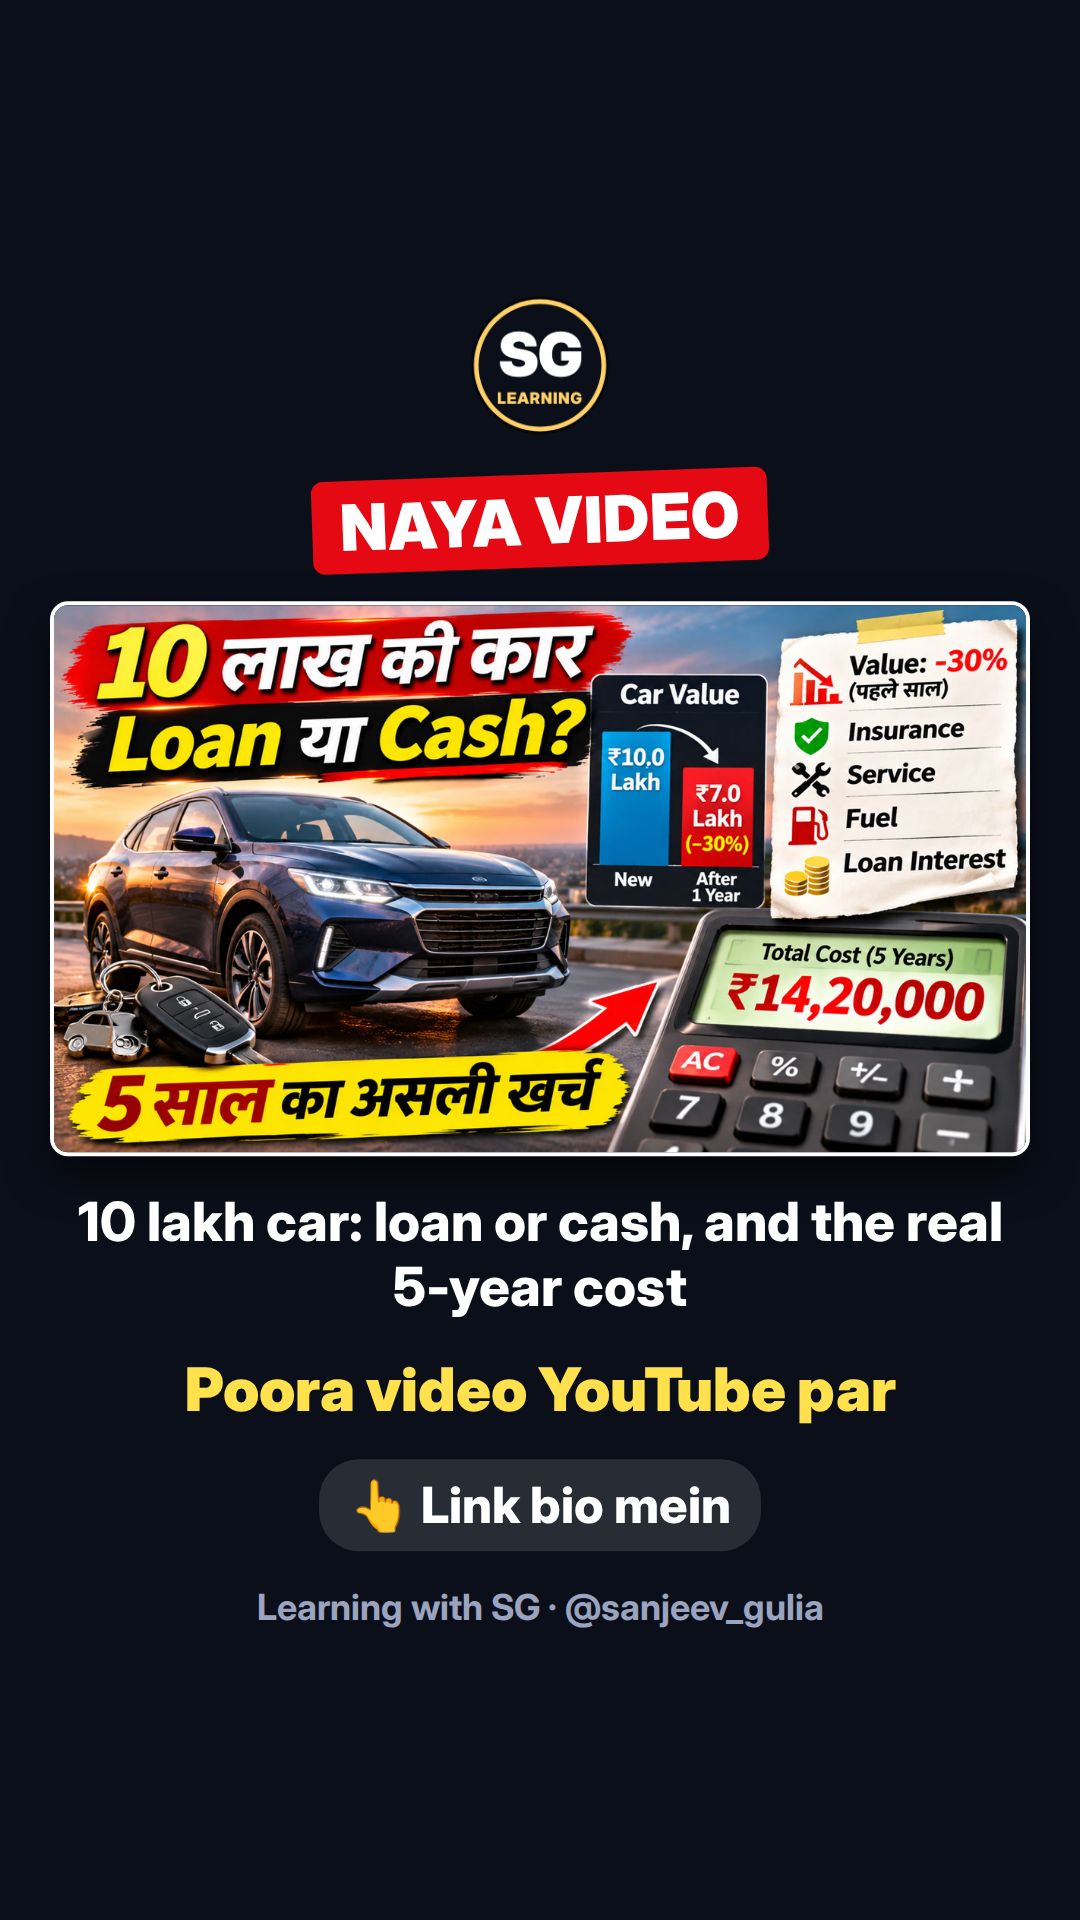 SG
LEARNING
NAYA VIDEO
10 लाख की कार
Loan या Cash?
Car Value
₹10.0
Lakh
₹7.0
Lakh
(-30%)
New
After
1 Year
Value: -30%
(पहले साल)
Insurance
Service
Fuel
Loan Interest
Total Cost (5 Years)
₹14,20,000
AC % +/- +
7 8 9 -
5 साल का असली खर्च
10 lakh car: loan or cash, and the real
5-year cost
Poora video YouTube par
👆 Link bio mein
Learning with SG · @sanjeev_gulia